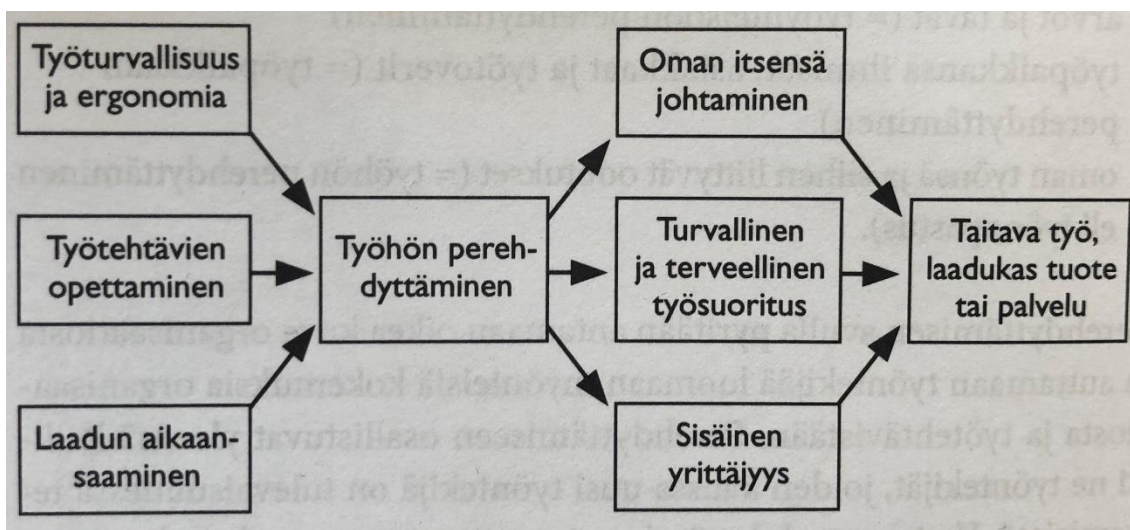 Työturvallisuus
ja ergonomia
Työtehtävien
opettaminen
Laadun aikaan-
saaminen
Työhön pereh-
dyttäminen
Oman itsensä
johtaminen
Turvallinen
ja terveellinen
työsuoritus
Sisäinen
yrittäjyys
Taitava työ,
laadukas tuote
tai palvelu